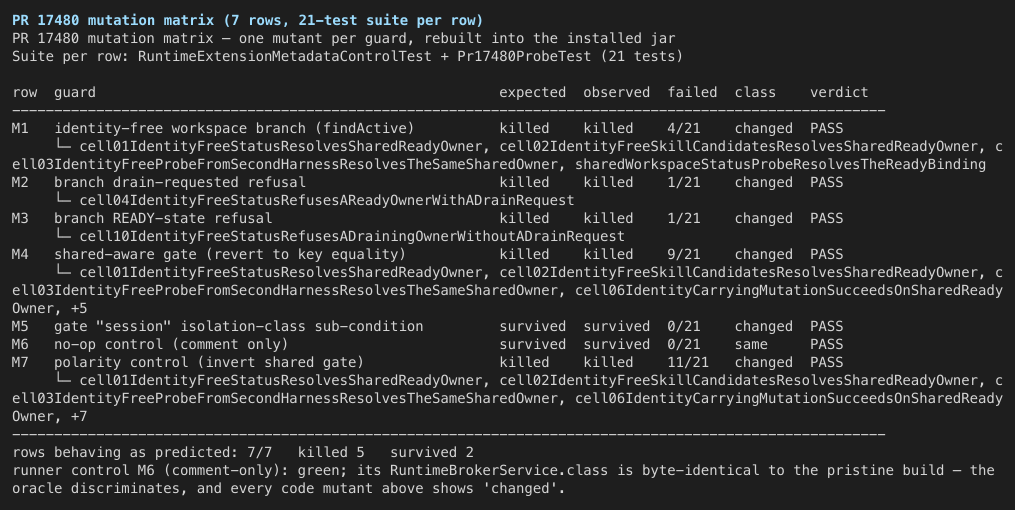 PR 17480 mutation matrix (7 rows, 21-test suite per row)
PR 17480 mutation matrix — one mutant per guard, rebuilt into the installed jar
Suite per row: RuntimeExtensionMetadataControlTest + Pr17480ProbeTest (21 tests)
row  guard                                                expected  observed  failed  class    verdict
M1   identity-free workspace branch (findActive)          killed    killed    4/21    changed  PASS
     └─ cell01IdentityFreeStatusResolvesSharedReadyOwner, cell02IdentityFreeSkillCandidatesResolvesSharedReadyOwner, c
ell03IdentityFreeProbeFromSecondHarnessResolvesTheSameSharedOwner, sharedWorkspaceStatusProbeResolvesTheReadyBinding
M2   branch drain-requested refusal                       killed    killed    1/21    changed  PASS
     └─ cell04IdentityFreeStatusRefusesAReadyOwnerWithADrainRequest
M3   branch READY-state refusal                           killed    killed    1/21    changed  PASS
     └─ cell10IdentityFreeStatusRefusesADrainingOwnerWithoutADrainRequest
M4   shared-aware gate (revert to key equality)           killed    killed    9/21    changed  PASS
     └─ cell01IdentityFreeStatusResolvesSharedReadyOwner, cell02IdentityFreeSkillCandidatesResolvesSharedReadyOwner, c
ell03IdentityFreeProbeFromSecondHarnessResolvesTheSameSharedOwner, cell06IdentityCarryingMutationSucceedsOnSharedReady
Owner, +5
M5   gate "session" isolation-class sub-condition         survived  survived  0/21    changed  PASS
M6   no-op control (comment only)                         survived  survived  0/21    same     PASS
M7   polarity control (invert shared gate)                killed    killed    11/21   changed  PASS
     └─ cell01IdentityFreeStatusResolvesSharedReadyOwner, cell02IdentityFreeSkillCandidatesResolvesSharedReadyOwner, c
ell03IdentityFreeProbeFromSecondHarnessResolvesTheSameSharedOwner, cell06IdentityCarryingMutationSucceedsOnSharedReady
Owner, +7
rows behaving as predicted: 7/7   killed 5   survived 2
runner control M6 (comment-only): green; its RuntimeBrokerService.class is byte-identical to the pristine build — the
oracle discriminates, and every code mutant above shows 'changed'.